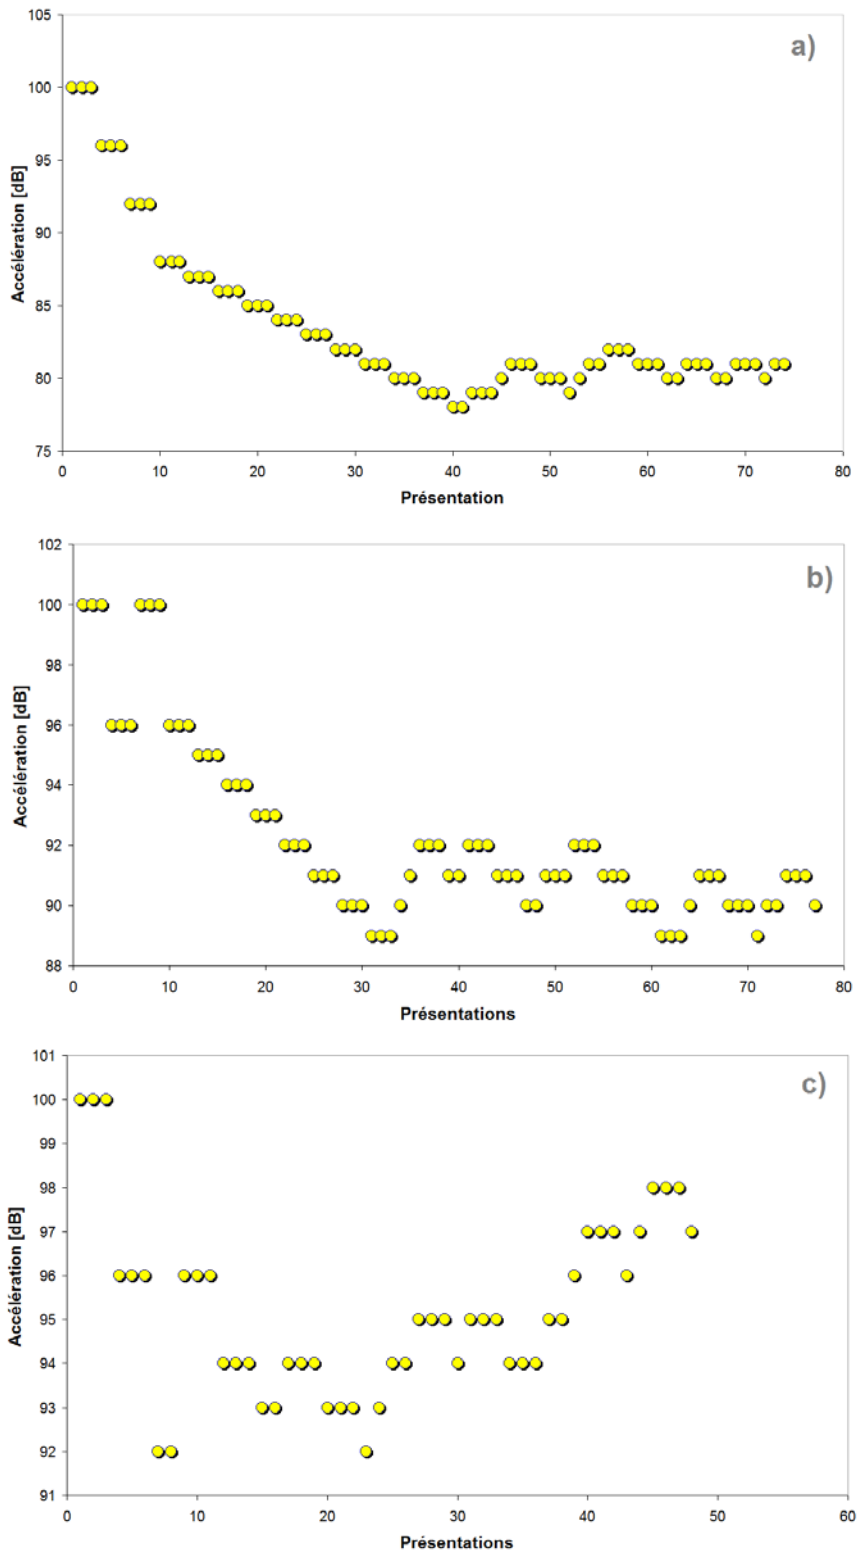 105
a)
100
95
90
85
80
75
0 10 20 30 40 50 60 70 80
Accélération [dB]
Présentation
102
b)
100
98
96
94
92
90
88
0 10 20 30 40 50 60 70 80
Accélération [dB]
Présentations
101
c)
100
99
98
97
96
95
94
93
92
91
0 10 20 30 40 50 60
Accélération [dB]
Présentations